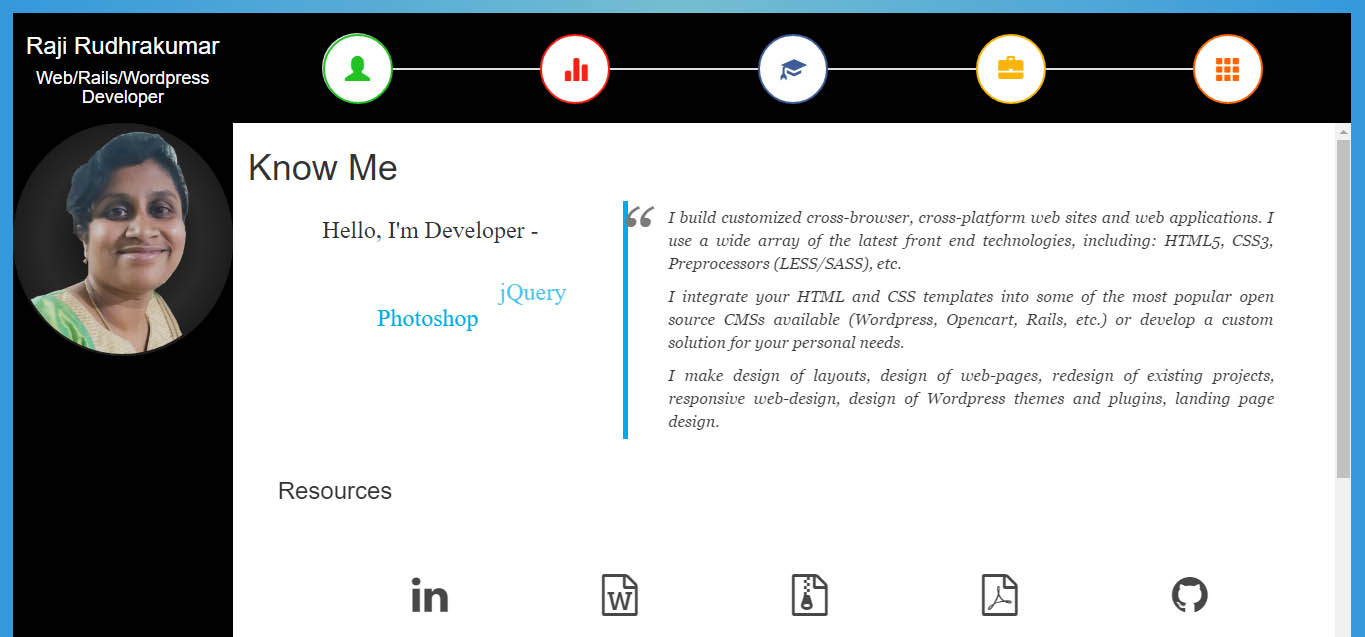 Raji Rudhrakumar
Web/Rails/Wordpress
Developer
Know Me
Hello, I'm Developer -
jQuery
Photoshop
“
I build customized cross-browser, cross-platform web sites and web applications. I
use a wide array of the latest front end technologies, including: HTML5, CSS3,
Preprocessors (LESS/SASS), etc.
I integrate your HTML and CSS templates into some of the most popular open
source CMSs available (Wordpress, Opencart, Rails, etc.) or develop a custom
solution for your personal needs.
I make design of layouts, design of web-pages, redesign of existing projects,
responsive web-design, design of Wordpress themes and plugins, landing page
design.
Resources
in
W